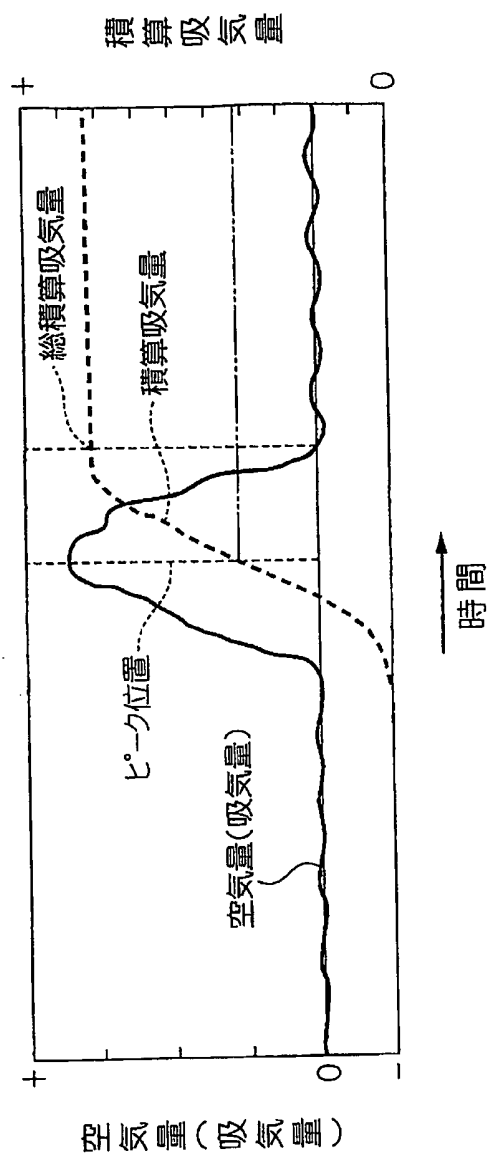 空気量(吸気量)
+
0
-
空気量(吸気量)
ピーク位置
積算吸気量
総積算吸気量
+
0
積算吸気量
時間